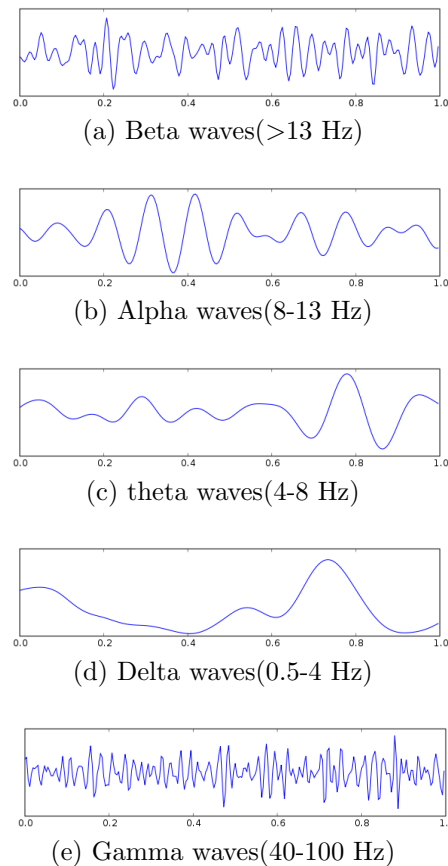 0.0 0.2 0.4 0.6 0.8 1.0
(a) Beta waves(>13 Hz)
0.0 0.2 0.4 0.6 0.8 1.0
(b) Alpha waves(8-13 Hz)
0.0 0.2 0.4 0.6 0.8 1.0
(c) theta waves(4-8 Hz)
0.0 0.2 0.4 0.6 0.8 1.0
(d) Delta waves(0.5-4 Hz)
0.0 0.2 0.4 0.6 0.8 1.0
(e) Gamma waves(40-100 Hz)